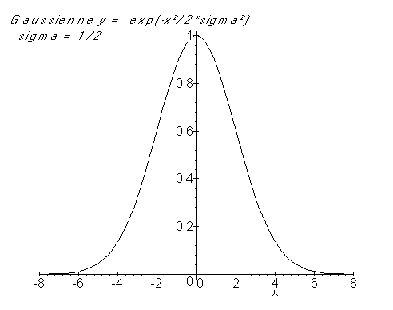 Gaussienne y = exp(-x²/2*sigma²)
sigma = 1/2
1
0.8
0.6
0.4
0.2
-8 -6 -4 -2 0 0 2 4 6 8
x